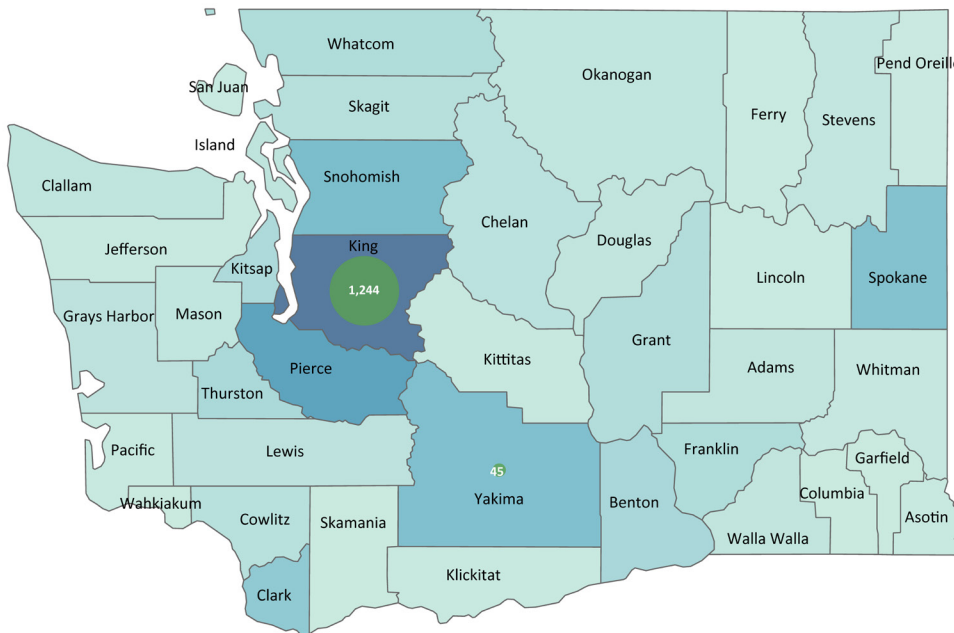 Whatcom
Okanogan
Pend Oreille
San Juan
Skagit
Ferry
Stevens
Island
Snohomish
Clallam
Chelan
Douglas
King
Jefferson
Kitsap
Lincoln
Spokane
1,244
Grays Harbor
Mason
Grant
Kittitas
Pierce
Adams
Whitman
Thurston
Pacific
Lewis
Franklin
Garfield
45
Yakima
Wahkiakum
Benton
Columbia
Cowlitz
Skamania
Asotin
Walla Walla
Klickitat
Clark